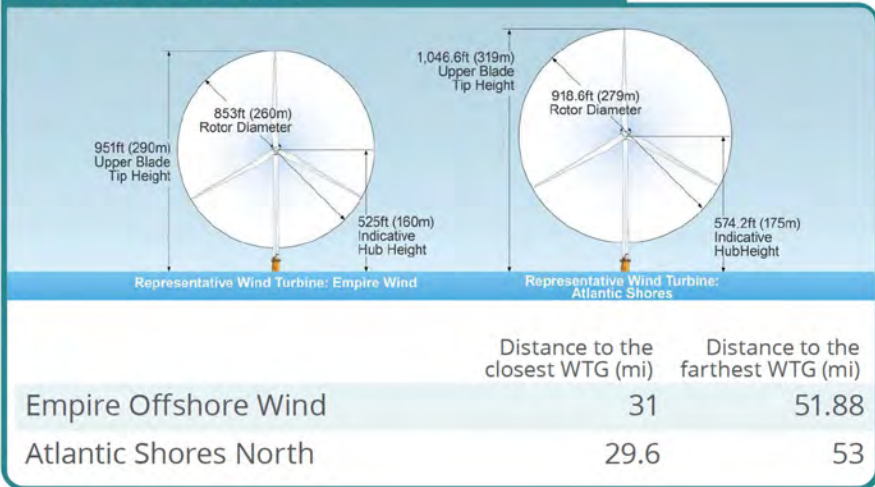 951ft (290m)
Upper Blade
Tip Height
853ft (260m)
Rotor Diameter
525ft (160m)
Indicative
Hub Height
Representative Wind Turbine: Empire Wind
1,046.6ft (319m)
Upper Blade
Tip Height
918.6ft (279m)
Rotor Diameter
574.2ft (175m)
Indicative
HubHeight
Representative Wind Turbine:
Atlantic Shores
Distance to the
closest WTG (mi)
Distance to the
farthest WTG (mi)
Empire Offshore Wind 31 51.88
Atlantic Shores North 29.6 53